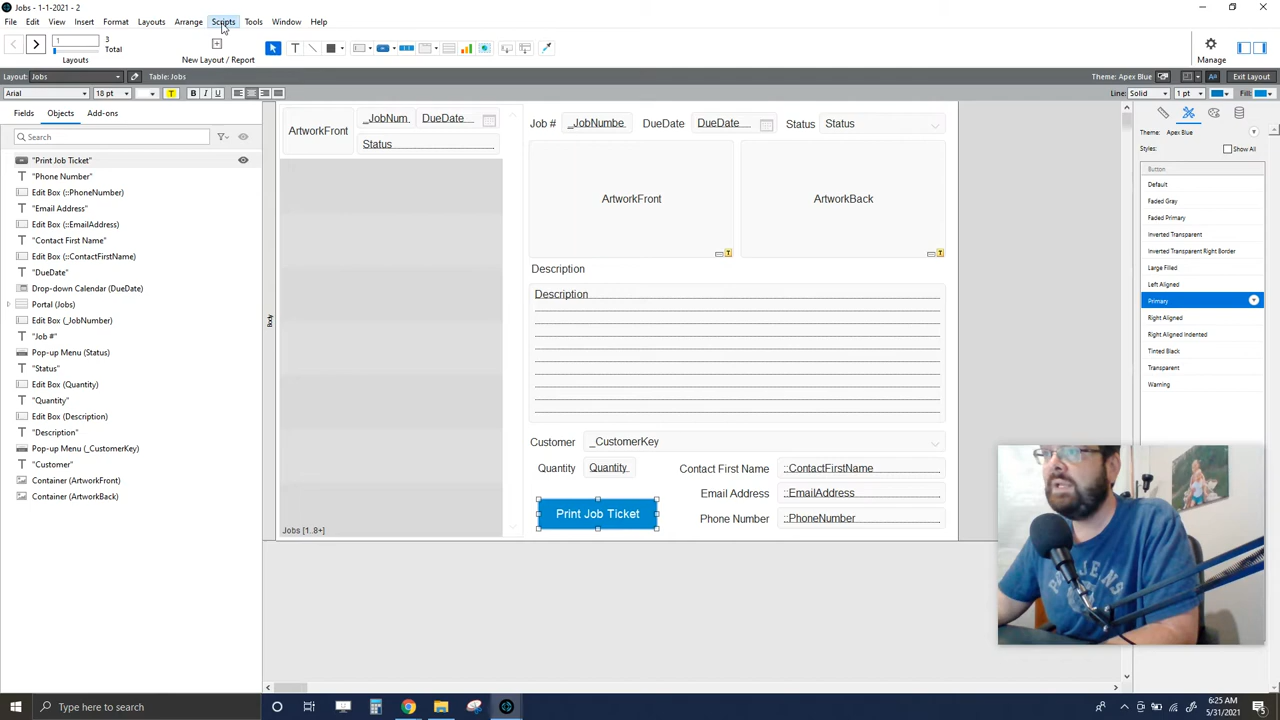 Jobs - 1-1-2021 - 2
File Edit View Insert Format Layouts Arrange Scripts Tools Window Help
1
3
Total
Layouts
New Layout / Report
Manage
Layout: Jobs
Table: Jobs
Theme: Apex Blue
Aa
Exit Layout
Arial
18 pt
T
B I U
Line: Solid
1 pt
Fill:
Fields Objects Add-ons
Search
"Print Job Ticket"
"Phone Number"
Edit Box (::PhoneNumber)
"Email Address"
Edit Box (::EmailAddress)
"Contact First Name"
Edit Box (::ContactFirstName)
"DueDate"
Drop-down Calendar (DueDate)
Portal (Jobs)
Edit Box (_JobNumber)
"Job #"
Pop-up Menu (Status)
"Status"
Edit Box (Quantity)
"Quantity"
Edit Box (Description)
"Description"
Pop-up Menu (_CustomerKey)
"Customer"
Container (ArtworkFront)
Container (ArtworkBack)
Body
ArtworkFront
_JobNum
DueDate
Status
Jobs [1..8+]
Job #
_JobNumbe
DueDate
DueDate
Status
Status
ArtworkFront
ArtworkBack
Description
Description
Customer
_CustomerKey
Quantity
Quantity
Contact First Name
::ContactFirstName
Email Address
::EmailAddress
Print Job Ticket
Phone Number
::PhoneNumber
Theme: Apex Blue
Styles:
Show All
Button
Default
Faded Gray
Faded Primary
Inverted Transparent
Inverted Transparent Right Border
Large Filled
Left Aligned
Primary
Right Aligned
Right Aligned Indented
Tinted Back
Transparent
Warning
Type here to search
6:25 AM
5/31/2021